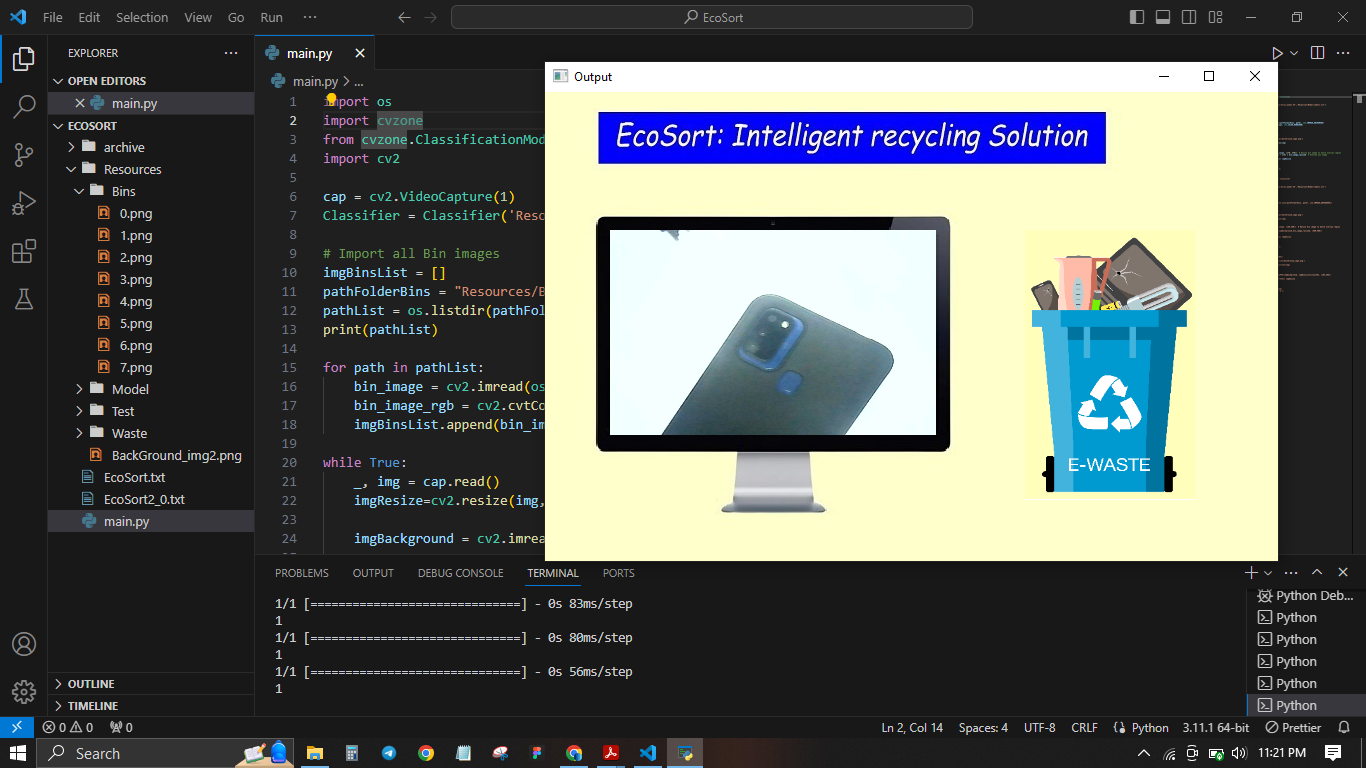 File Edit Selection View Go Run ··· EcoSort
EXPLORER ···
OPEN EDITORS
main.py
ECOSORT
archive
Resources
Bins
0.png
1.png
2.png
3.png
4.png
5.png
6.png
7.png
Model
Test
Waste
BackGround_img2.png
EcoSort.txt
EcoSort2_0.txt
main.py
OUTLINE
TIMELINE
main.py
main.py > ...
1 import os
2 import cvzone
3 from cvzone.ClassificationMod
4 import cv2
5
6 cap = cv2.VideoCapture(1)
7 Classifier = Classifier('Reso
8
9 # Import all Bin images
10 imgBinsList = []
11 pathFolderBins = "Resources/B
12 pathList = os.listdir(pathFol
13 print(pathList)
14
15 for path in pathList:
16 bin_image = cv2.imread(os
17 bin_image_rgb = cv2.cvtCo
18 imgBinsList.append(bin_im
19
20 while True:
21 _, img = cap.read()
22 imgResize=cv2.resize(img,
23
24 imgBackground = cv2.imrea
Output
EcoSort: Intelligent recycling Solution
E-WASTE
PROBLEMS OUTPUT DEBUG CONSOLE TERMINAL PORTS
1/1 [==============================] - 0s 83ms/step
1
1/1 [==============================] - 0s 80ms/step
1
1/1 [==============================] - 0s 56ms/step
1
Python Deb...
Python
Python
Python
Python
Python
0 0 0 Ln 2, Col 14 Spaces: 4 UTF-8 CRLF Python 3.11.1 64-bit Prettier
Search 11:21 PM